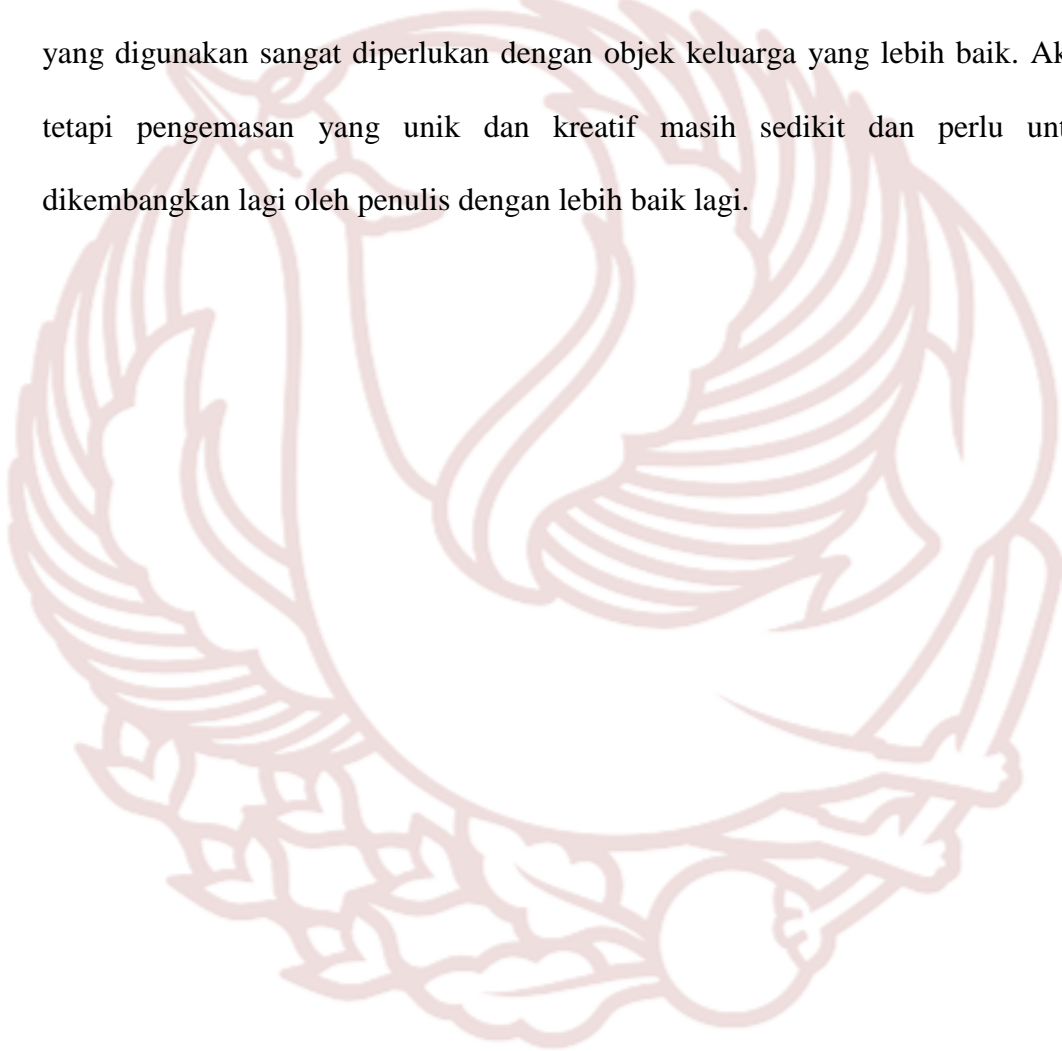 yang digunakan sangat diperlukan dengan objek keluarga yang lebih baik. Ak
tetapi pengemasan yang unik dan kreatif masih sedikit dan perlu unt
dikembangkan lagi oleh penulis dengan lebih baik lagi.